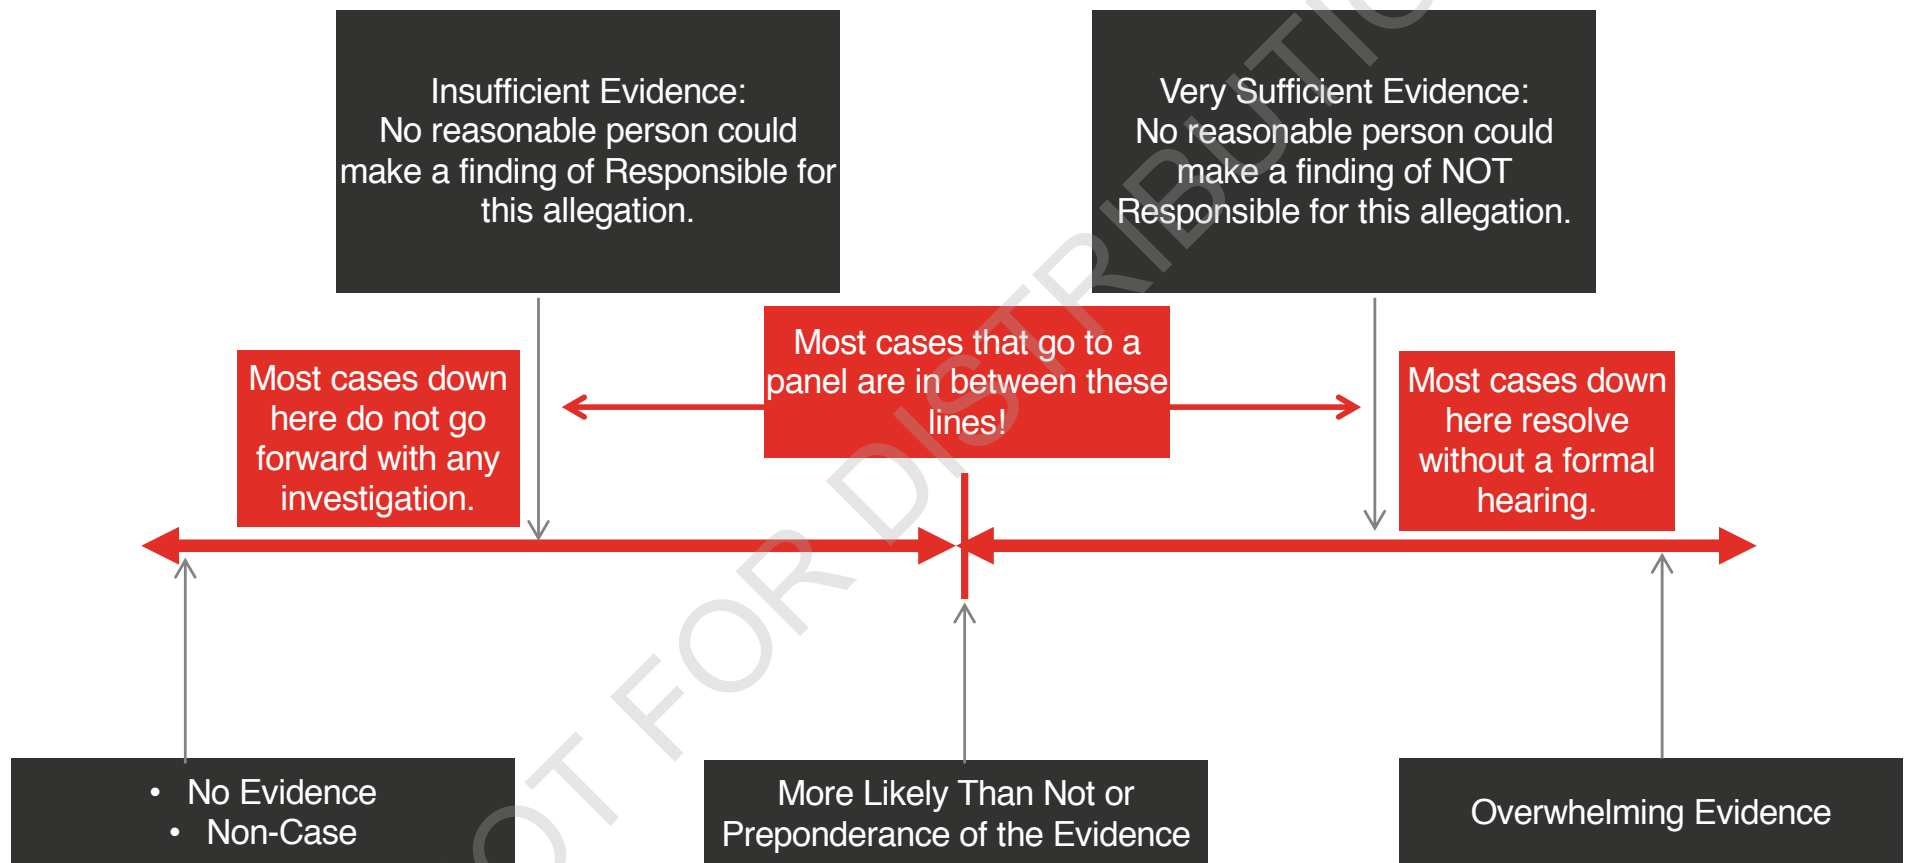 Insufficient Evidence:
No reasonable person could
make a finding of Responsible for
this allegation.
Very Sufficient Evidence:
No reasonable person could
make a finding of NOT
Responsible for this allegation.
Most cases down
here do not go
forward with any
investigation.
Most cases that go to a
panel are in between these
lines!
Most cases down
here resolve
without a formal
hearing.
• No Evidence
• Non-Case
More Likely Than Not or
Preponderance of the Evidence
Overwhelming Evidence
OT FOR DISTRIBUTIO